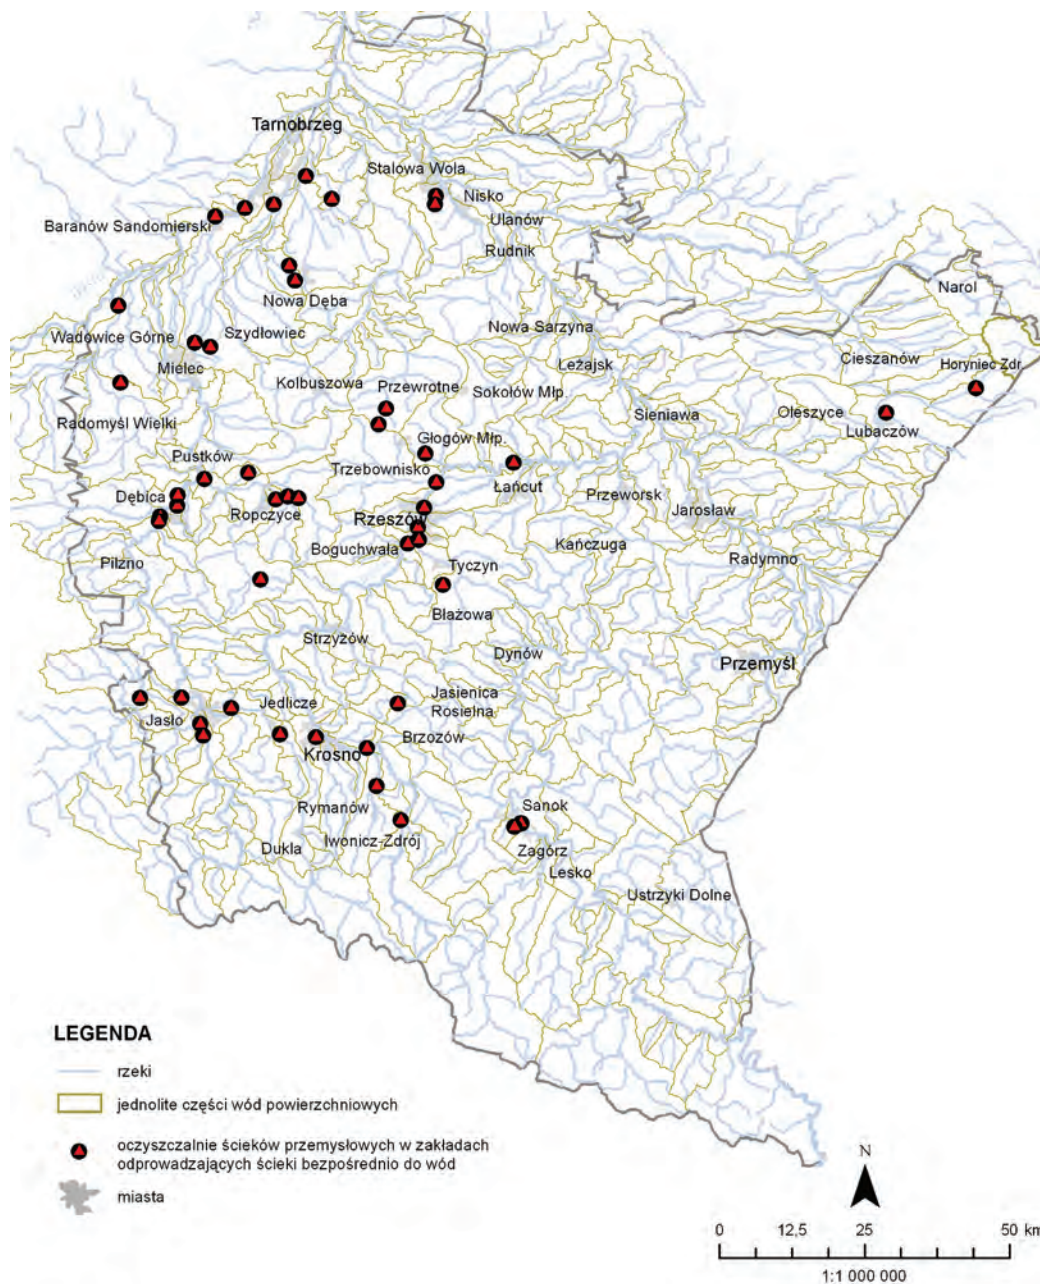 Tarnobrzeg
Stalowa Wola
Nisko
Ulanów
Baranów Sandomierski
Rudnik
Narol
Nowa Dęba
Nowa Sarzyna
Szydłowiec
Wadowice Górne
Cieszanów
Leżajsk
Horyniec Zdr.
Mielec
Kolbuszowa
Przewrotne
Sokołów Młp.
Sieniawa
Oleszyce
Radomyśl Wielki
Lubaczów
Głogów Młp.
Pustków
Trzebownisko
Łańcut
Przeworsk
Dębica
Jarosław
Ropczyce
Rzeszów
Kańczuga
Boguchwała
Radymno
Pilzno
Tyczyn
Błażowa
Strzyżów
Dynów
Przemyśl
Jasienica
Rosielna
Jedlicze
Jasło
Brzozów
Krosno
Sanok
Rymanów
Iwonicz-Zdrój
Dukla
Zagórz
Lesko
Ustrzyki Dolne
LEGENDA
rzeki
jednolite części wód powierzchniowych
oczyszczalnie ścieków przemysłowych w zakładach
odprowadzających ścieki bezpośrednio do wód
miasta
N
0 12,5 25 50 km
1:1 000 000